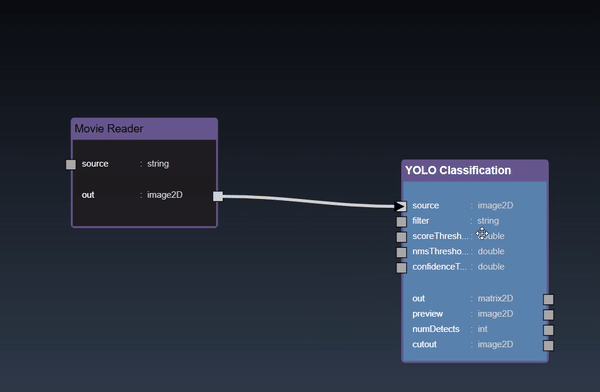 Movie Reader
source : string
out : image2D
YOLO Classification
source : image2D
filter : string
scoreThresh... : double
nmsThresho... : double
confidenceT... : double
out : matrix2D
preview : image2D
numDetects : int
cutout : image2D